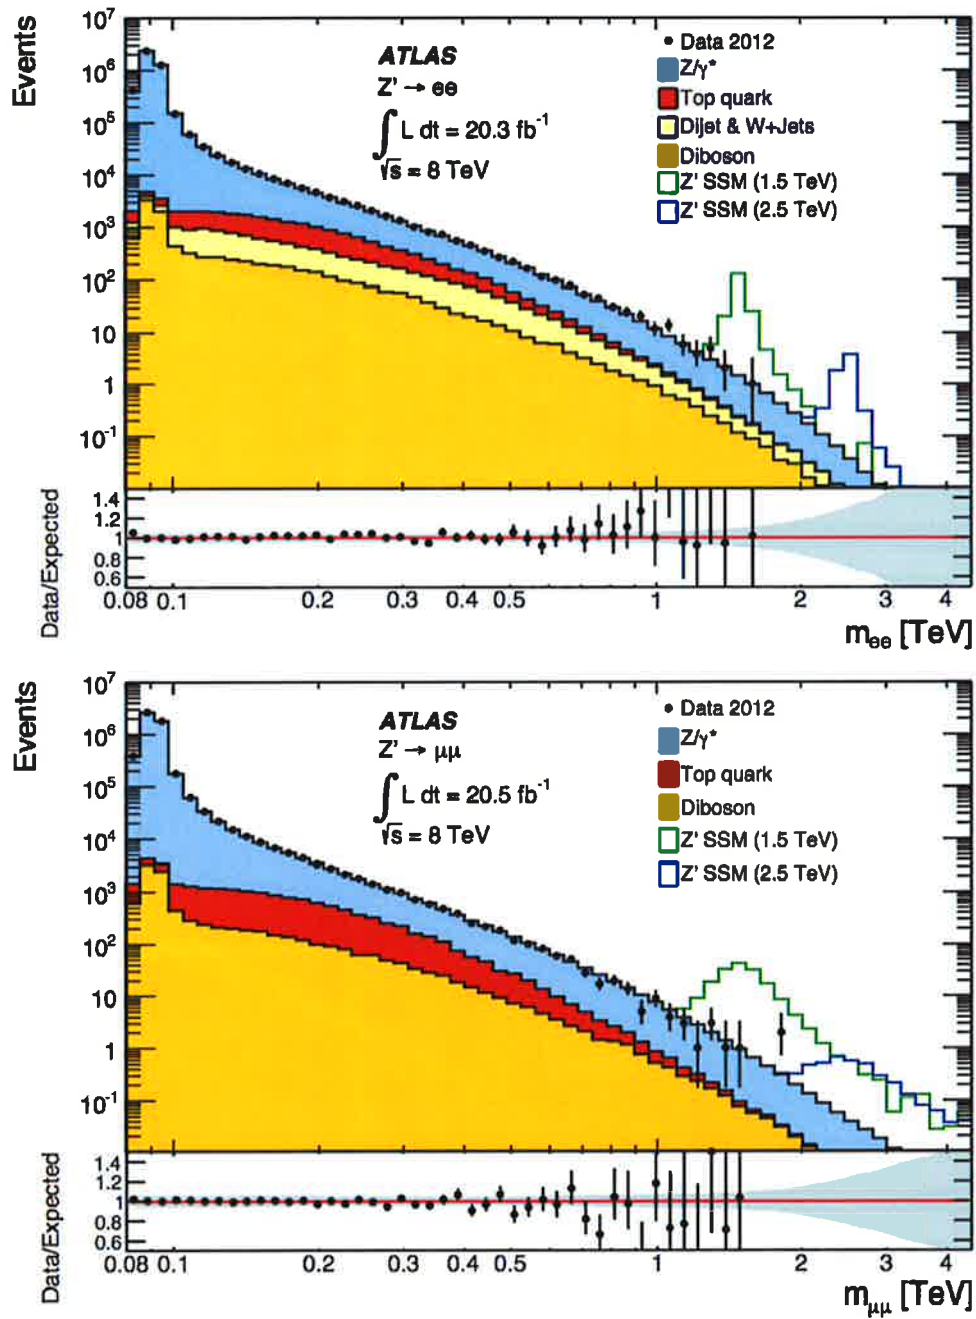 Events
10⁷
10⁶
10⁵
10⁴
10³
10²
10
1
10⁻¹
ATLAS
Z' → ee
∫ L dt = 20.3 fb⁻¹
√s = 8 TeV
Data 2012
Z/γ*
Top quark
Dijet & W+Jets
Diboson
Z' SSM (1.5 TeV)
Z' SSM (2.5 TeV)
Data/Expected
1.4
1.2
1
0.8
0.6
0.08 0.1 0.2 0.3 0.4 0.5 1 2 3 4
m_ee [TeV]
Events
10⁷
10⁶
10⁵
10⁴
10³
10²
10
1
10⁻¹
ATLAS
Z' → μμ
∫ L dt = 20.5 fb⁻¹
√s = 8 TeV
Data 2012
Z/γ*
Top quark
Diboson
Z' SSM (1.5 TeV)
Z' SSM (2.5 TeV)
Data/Expected
1.4
1.2
1
0.8
0.6
0.08 0.1 0.2 0.3 0.4 0.5 1 2 3 4
m_μμ [TeV]